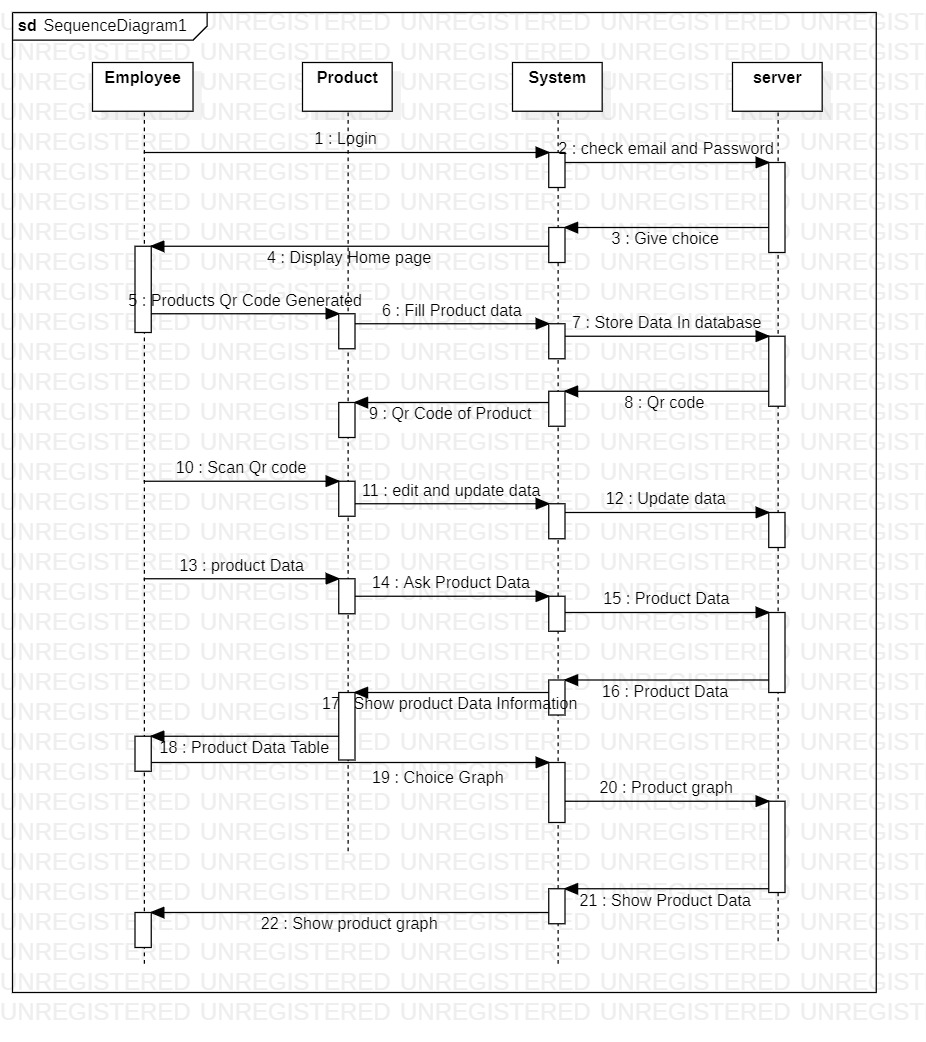 sd SequenceDiagram1
Employee
Product
System
server
1 : Login
2 : check email and Password
3 : Give choice
4 : Display Home page
5 : Products Qr Code Generated
6 : Fill Product data
7 : Store Data In database
8 : Qr code
9 : Qr Code of Product
10 : Scan Qr code
11 : edit and update data
12 : Update data
13 : product Data
14 : Ask Product Data
15 : Product Data
16 : Product Data
17 : Show product Data Information
18 : Product Data Table
19 : Choice Graph
20 : Product graph
21 : Show Product Data
22 : Show product graph
UNREGISTERED